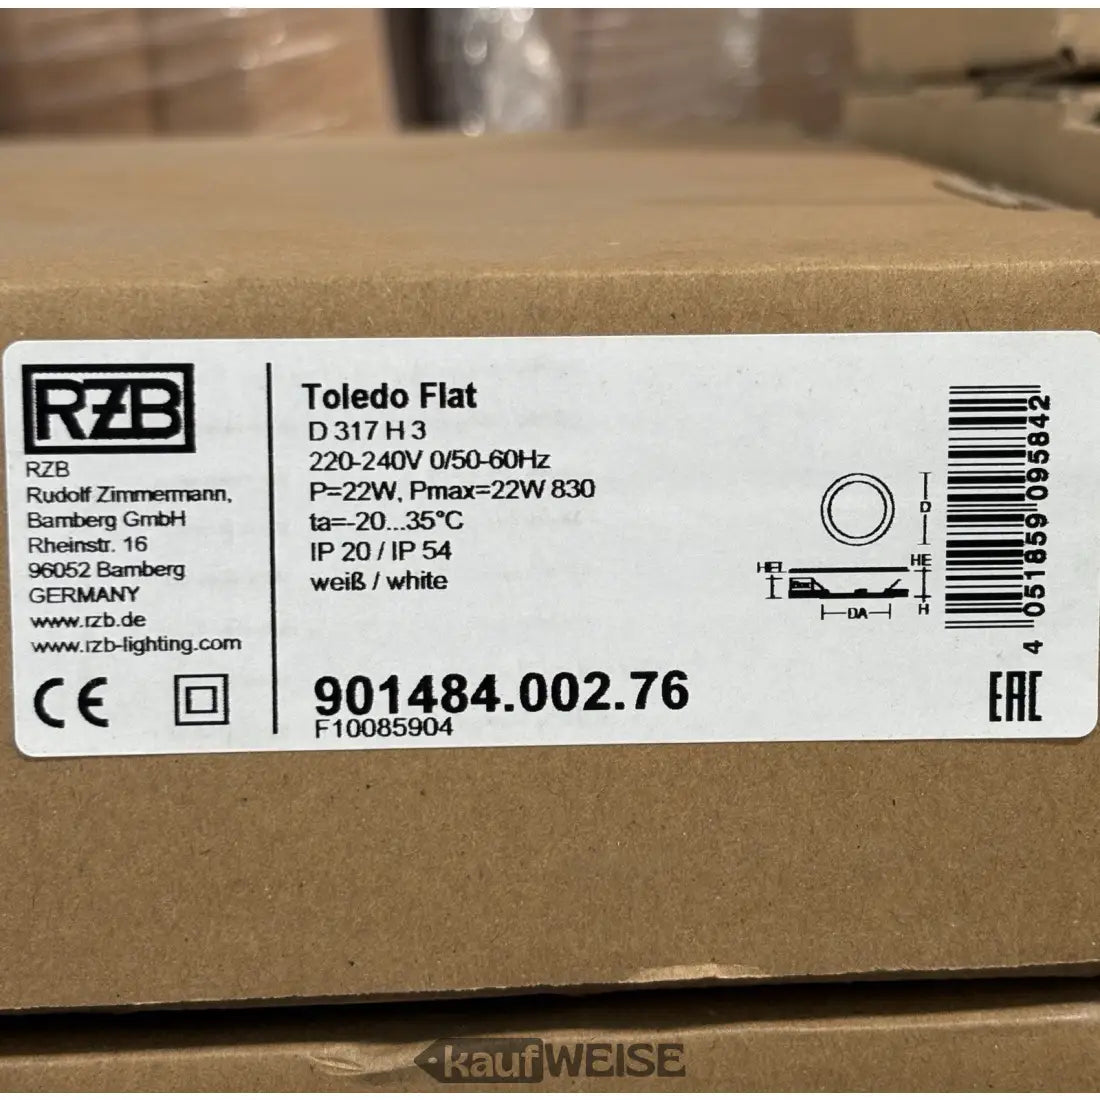 RZB
RZB
Rudolf Zimmermann,
Bamberg GmbH
Rheinstr. 16
96052 Bamberg
GERMANY
www.rzb.de
www.rzb-lighting.com
CE
Toledo Flat
D 317 H 3
220-240V 0/50-60Hz
P=22W, Pmax=22W 830
ta=-20...35°C
IP 20 / IP 54
weiß / white
901484.002.76
F10085904
D
HEL
HE
H
DA
4 051859 095842
EAC
kaufWEISE